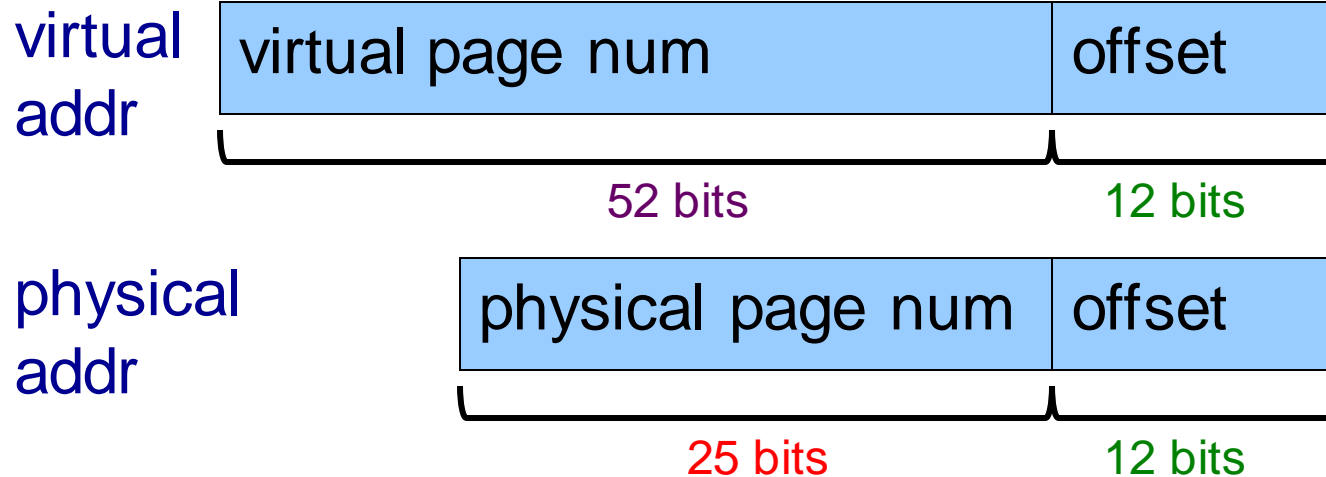 virtual addr
virtual page num
offset
52 bits
12 bits
physical addr
physical page num
offset
25 bits
12 bits